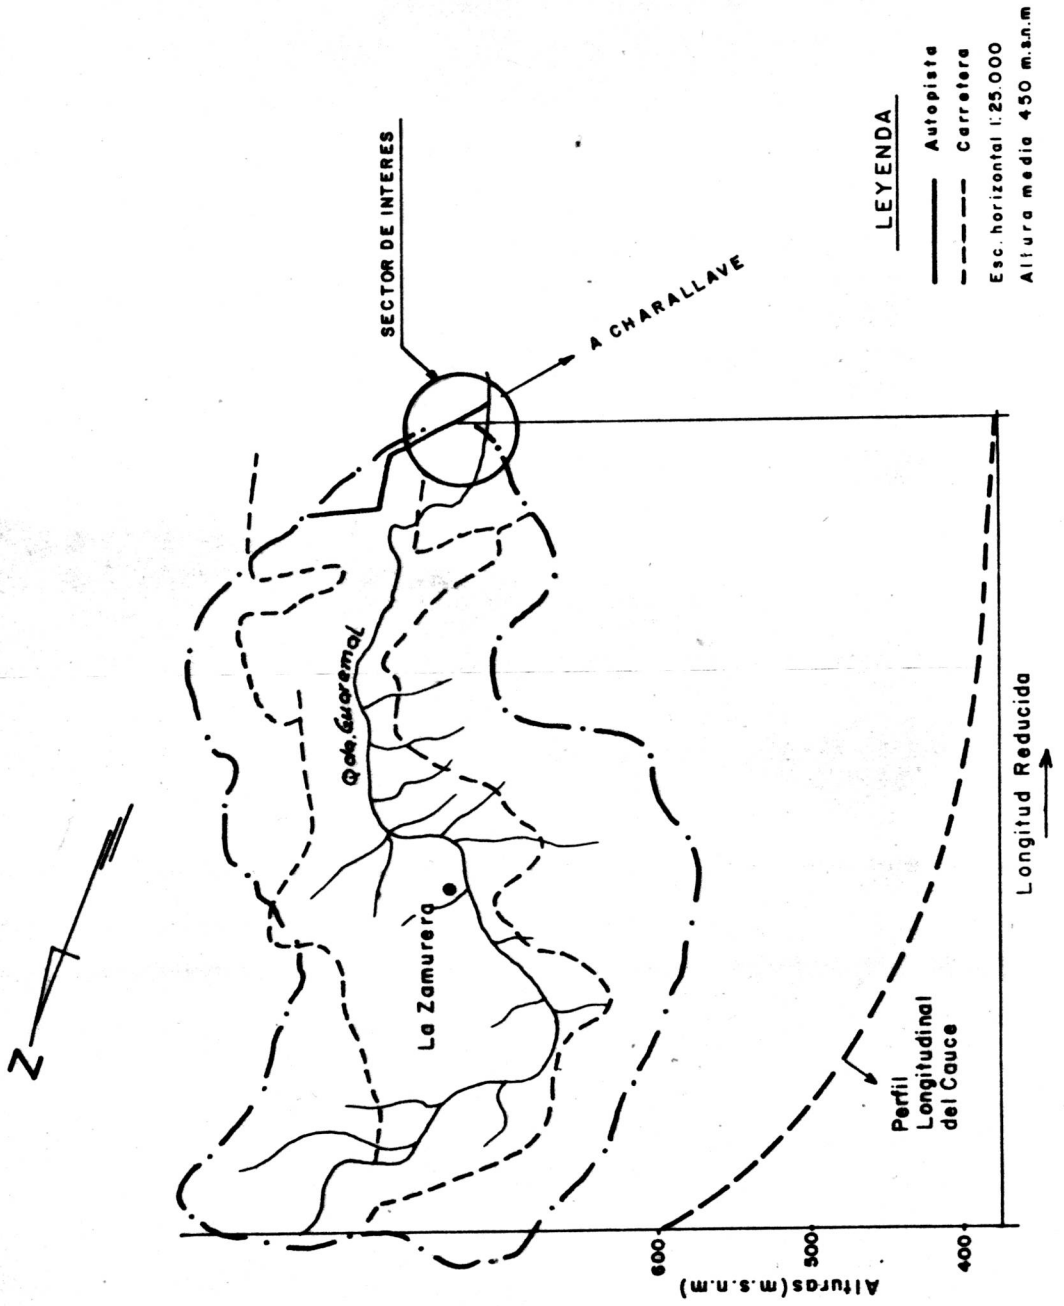 N
SECTOR DE INTERES
A CHARALLAVE
Qda. Guaremal
La Zamurera
LEYENDA
Autopista
Carretera
Esc. horizontal 1:25.000
Altura media 450 m.s.n.m
Alturas (m.s.n.m)
600
500
400
Perfil
Longitudinal
del Cauce
Longitud Reducida